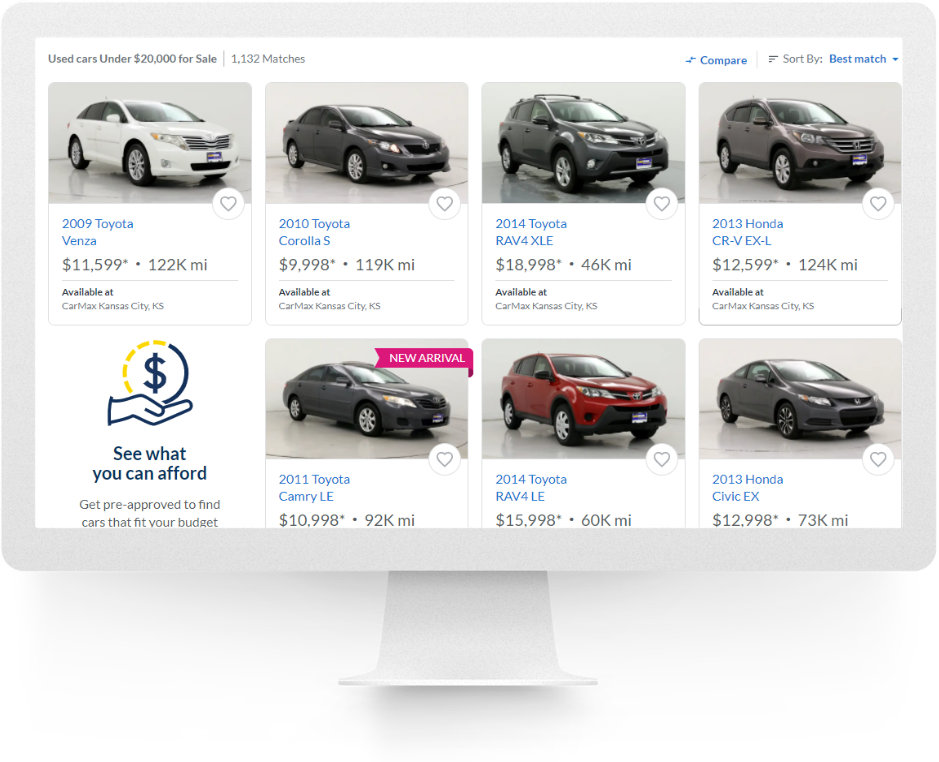 Used cars Under $20,000 for Sale | 1,132 Matches
Compare
Sort By: Best match
2009 Toyota
Venza
$11,599* • 122K mi
Available at
CarMax Kansas City, KS
2010 Toyota
Corolla S
$9,998* • 119K mi
Available at
CarMax Kansas City, KS
2014 Toyota
RAV4 XLE
$18,998* • 46K mi
Available at
CarMax Kansas City, KS
2013 Honda
CR-V EX-L
$12,599* • 124K mi
Available at
CarMax Kansas City, KS
$
See what
you can afford
Get pre-approved to find
cars that fit your budget
NEW ARRIVAL
2011 Toyota
Camry LE
$10,998* • 92K mi
2014 Toyota
RAV4 LE
$15,998* • 60K mi
2013 Honda
Civic EX
$12,998* • 73K mi